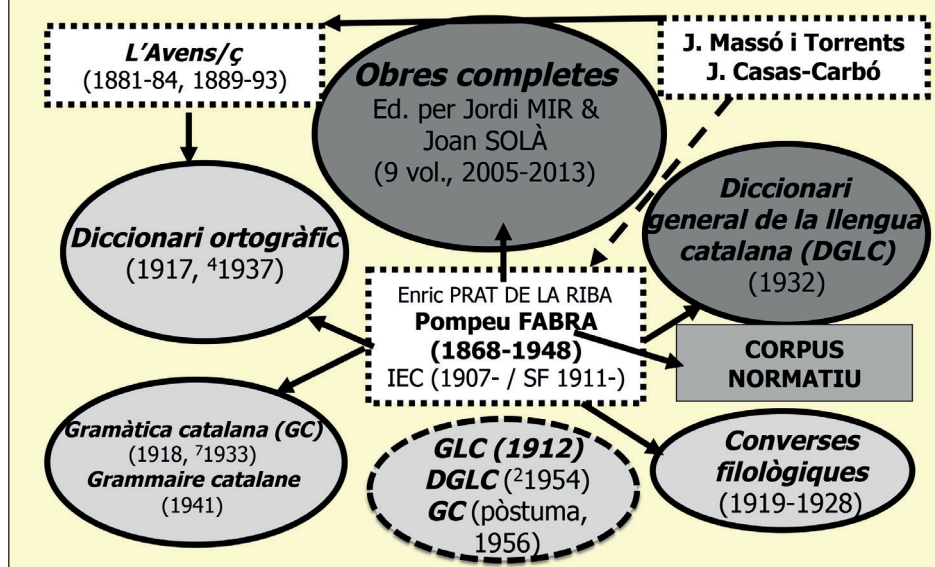 L'Avens/ç
(1881-84, 1889-93)
Obres completes
Ed. per Jordi MIR &
Joan SOLÀ
(9 vol., 2005-2013)
J. Massó i Torrents
J. Casas-Carbó
Diccionari ortogràfic
(1917, ⁴1937)
Diccionari
general de la llengua
catalana (DGLC)
(1932)
Enric PRAT DE LA RIBA
Pompeu FABRA
(1868-1948)
IEC (1907- / SF 1911-)
CORPUS
NORMATIU
Gramàtica catalana (GC)
(1918, ⁷1933)
Grammaire catalane
(1941)
GLC (1912)
DGLC (²1954)
GC (pòstuma,
1956)
Converses
filològiques
(1919-1928)